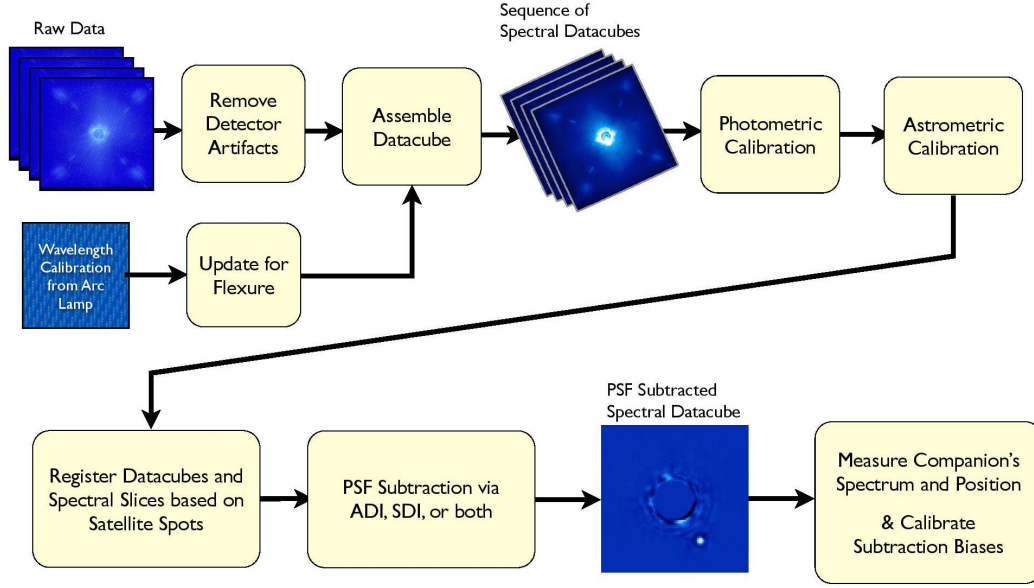 Raw Data
Remove
Detector
Artifacts
Assemble
Datacube
Sequence of
Spectral Datacubes
Photometric
Calibration
Astrometric
Calibration
Wavelength
Calibration
from Arc
Lamp
Update for
Flexure
Register Datacubes and
Spectral Slices based on
Satellite Spots
PSF Subtraction via
ADI, SDI, or both
PSF Subtracted
Spectral Datacube
Measure Companion's
Spectrum and Position
& Calibrate
Subtraction Biases